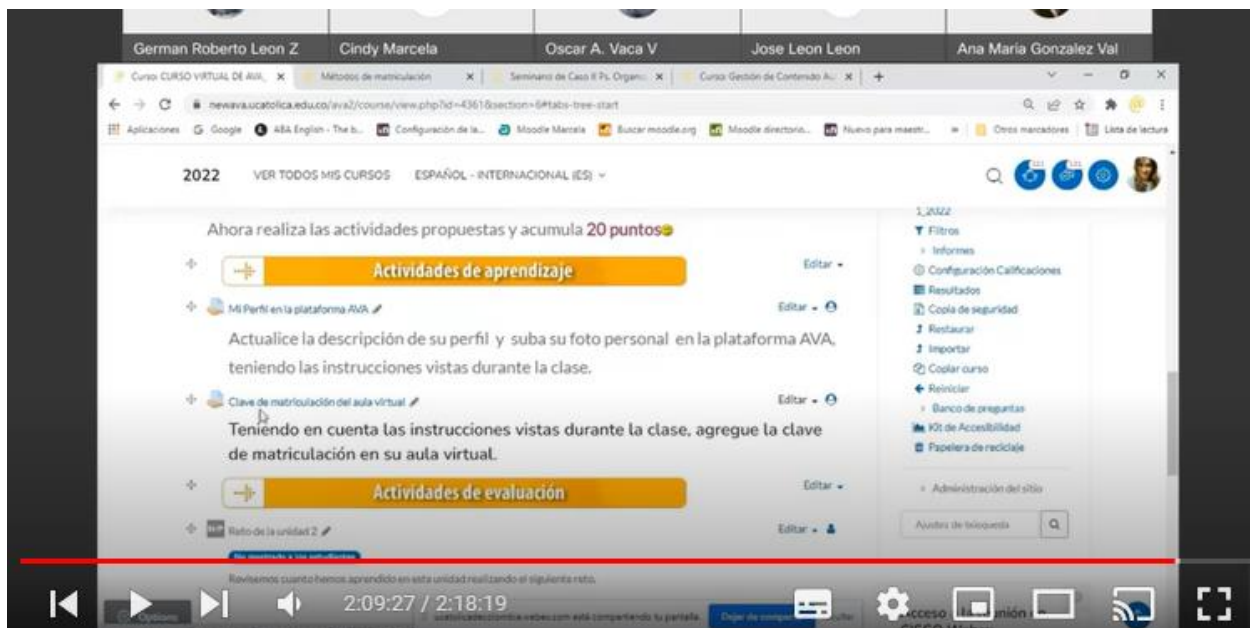 German Roberto Leon Z
Cindy Marcela
Oscar A. Vaca V
Jose Leon Leon
Ana Maria Gonzalez Val
Curso: CURSO VIRTUAL DE AVA,
Métodos de matriculación
Seminario de Caso II Ps. Organi
Curso: Gestión de Contenido Au
newava.ucatolica.edu.co/ava2/course/view.php?id=4361&section=6#tabs-tree-start
Aplicaciones
Google
ABA English - The b...
Configuración de la...
Moodle Marcela
Buscar moodle.org
Moodle directorio...
Nuevo para maestr...
Otros marcadores
Lista de lectura
2022
VER TODOS MIS CURSOS
ESPAÑOL - INTERNACIONAL (ES)
1_2022
Ahora realiza las actividades propuestas y acumula 20 puntos
Filtros
Informes
Actividades de aprendizaje
Editar
Configuración Calificaciones
Resultados
Mi Perfil en la plataforma AVA
Editar
Copia de seguridad
Restaurar
Actualice la descripción de su perfil y suba su foto personal en la plataforma AVA,
Importar
Copiar curso
teniendo las instrucciones vistas durante la clase.
Reiniciar
Clave de matriculación del aula virtual
Editar
Banco de preguntas
Kit de Accesibilidad
Teniendo en cuenta las instrucciones vistas durante la clase, agregue la clave
Papelera de reciclaje
de matriculación en su aula virtual.
Actividades de evaluación
Editar
Administración del sitio
Reto de la unidad 2
Editar
Ajustes de búsqueda
No mostrado a los estudiantes
Revisemos cuanto hemos aprendido en esta unidad realizando el siguiente reto.
2:09:27 / 2:18:19
está compartiendo tu pantalla.
Dejar de
Acceso